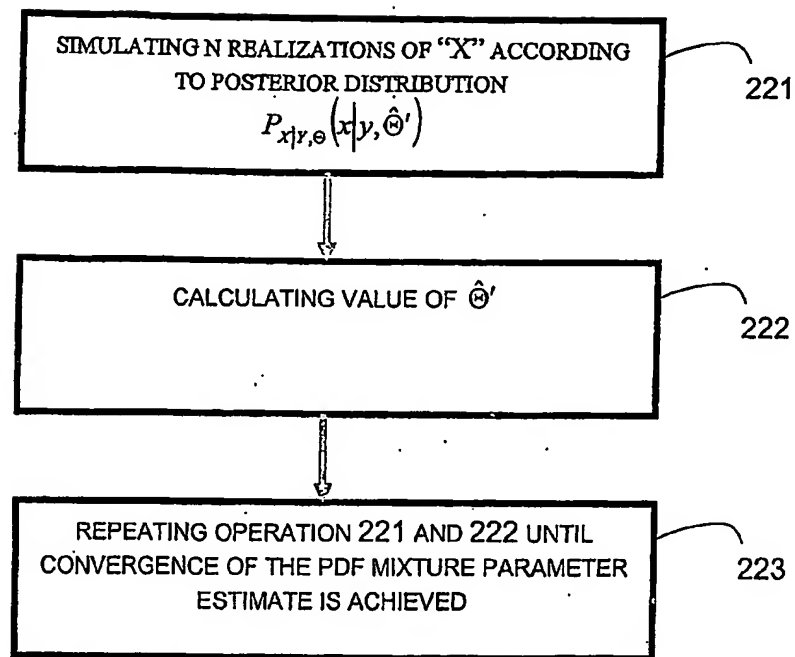 SIMULATING N REALIZATIONS OF “X” ACCORDING
TO POSTERIOR DISTRIBUTION
P_{X|Y,Θ}(x|y,Θ̂′)
221
CALCULATING VALUE OF Θ̂′
222
REPEATING OPERATION 221 AND 222 UNTIL
CONVERGENCE OF THE PDF MIXTURE PARAMETER
ESTIMATE IS ACHIEVED
223